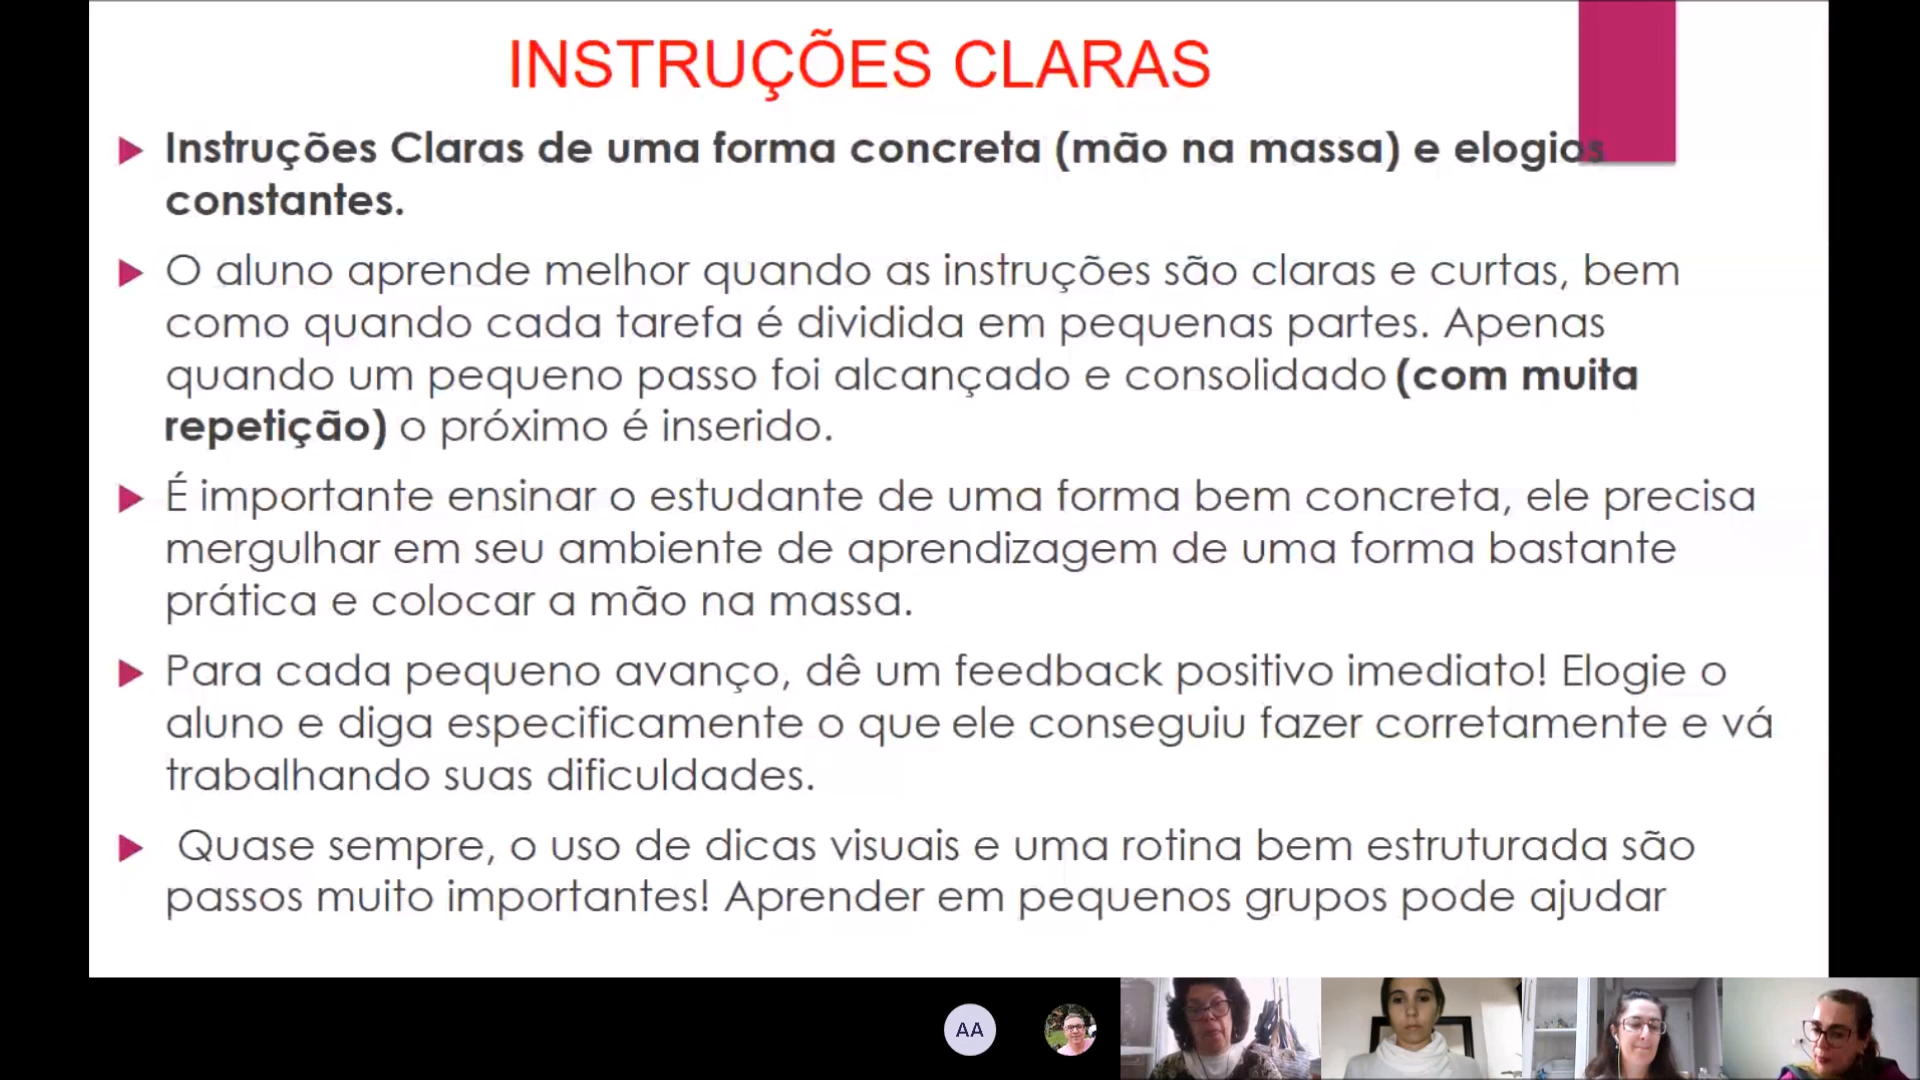 INSTRUÇÕES CLARAS
Instruções Claras de uma forma concreta (mão na massa) e elogios
constantes.
O aluno aprende melhor quando as instruções são claras e curtas, bem
como quando cada tarefa é dividida em pequenas partes. Apenas
quando um pequeno passo foi alcançado e consolidado (com muita
repetição) o próximo é inserido.
É importante ensinar o estudante de uma forma bem concreta, ele precisa
mergulhar em seu ambiente de aprendizagem de uma forma bastante
prática e colocar a mão na massa.
Para cada pequeno avanço, dê um feedback positivo imediato! Elogie o
aluno e diga especificamente o que ele conseguiu fazer corretamente e vá
trabalhando suas dificuldades.
Quase sempre, o uso de dicas visuais e uma rotina bem estruturada são
passos muito importantes! Aprender em pequenos grupos pode ajudar
AA